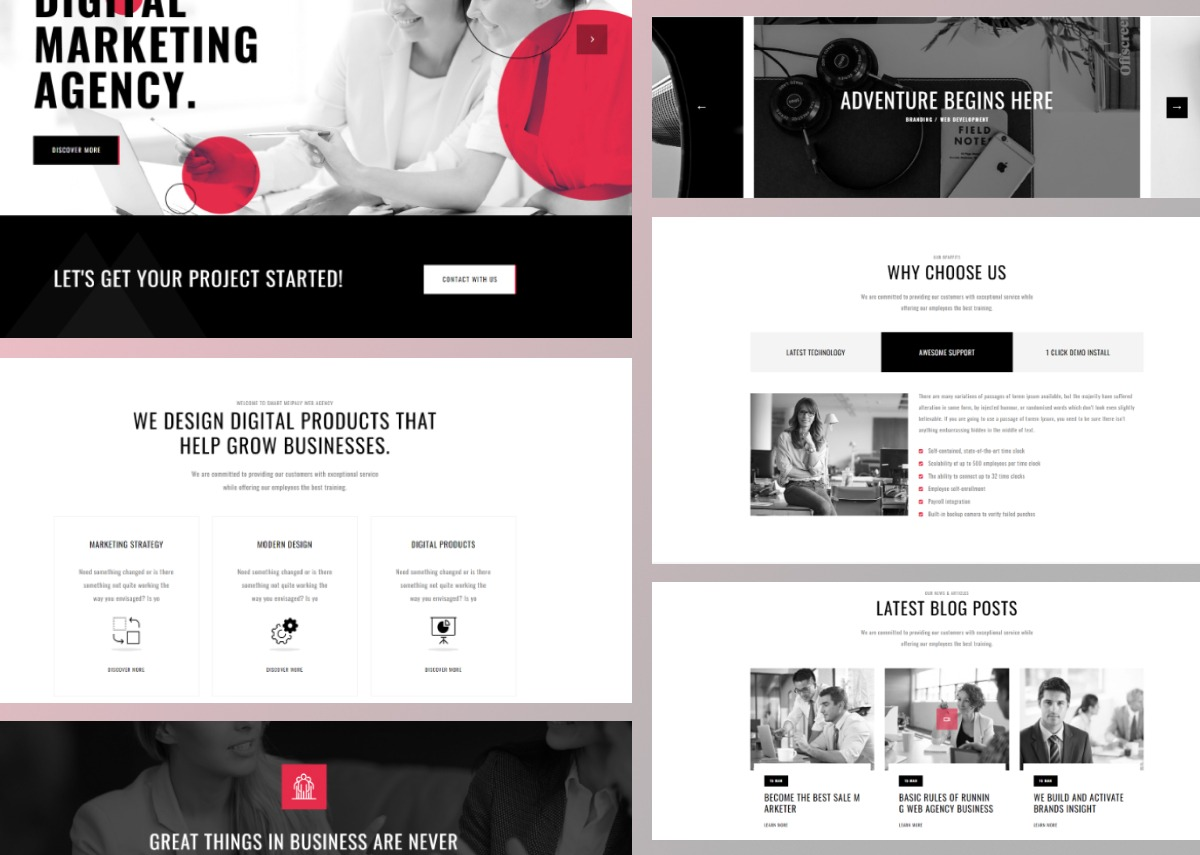 DIGITAL
MARKETING
AGENCY.
DISCOVER MORE
LET'S GET YOUR PROJECT STARTED!
CONTACT WITH US
WE DESIGN DIGITAL PRODUCTS THAT
HELP GROW BUSINESSES.
We are committed to providing our customers with exceptional service
while offering our employees the best training.
MARKETING STRATEGY
Need something changed or is there
something not quite working the
way you envisaged? Is yo
DISCOVER MORE
MODERN DESIGN
Need something changed or is there
something not quite working the
way you envisaged? Is yo
DISCOVER MORE
DIGITAL PRODUCTS
Need something changed or is there
something not quite working the
way you envisaged? Is yo
DISCOVER MORE
GREAT THINGS IN BUSINESS ARE NEVER
Offscreen
ADVENTURE BEGINS HERE
BRANDING / WEB DEVELOPMENT
FIELD
NOTES
OUR BENEFITS
WHY CHOOSE US
We are committed to providing our customers with exceptional service while
offering our employees the best training.
LATEST TECHNOLOGY
AWESOME SUPPORT
1 CLICK DEMO INSTALL
There are many variations of passages of lorem ipsum available, but the majority have suffered
alteration in some form, by injected humour, or randomised words which don't look even slightly
believable. If you are going to use a passage of lorem ipsum, you need to be sure there isn't
anything embarrassing hidden in the middle of text.
Self-contained, state-of-the-art time clock
Scalability of up to 500 employees per time clock
The ability to connect up to 32 time clocks
Employee self-enrollment
Payroll integration
Built-in backup camera to verify failed punches
OUR NEWS & ARTICLES
LATEST BLOG POSTS
We are committed to providing our customers with exceptional service while
offering our employees the best training.
BECOME THE BEST SALE M
ARKETER
LEARN MORE
BASIC RULES OF RUNNIN
G WEB AGENCY BUSINESS
LEARN MORE
WE BUILD AND ACTIVATE
BRANDS INSIGHT
LEARN MORE